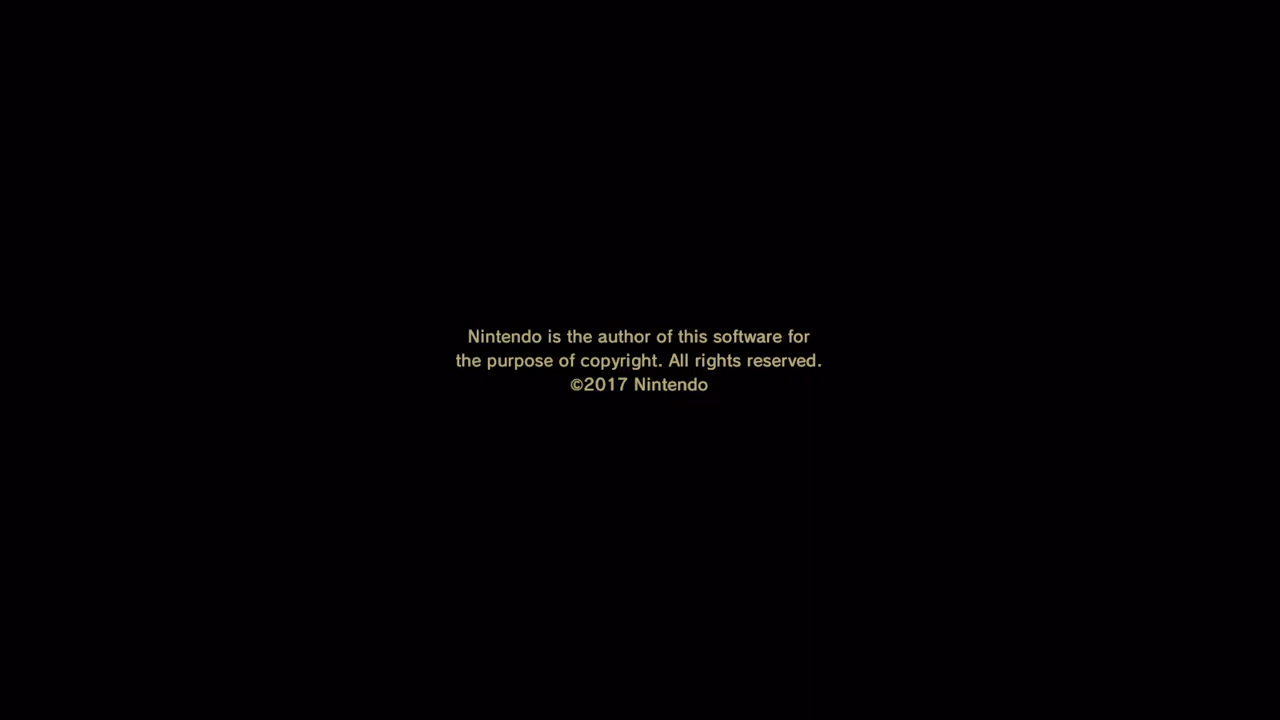 Nintendo is the author of this software for
the purpose of copyright. All rights reserved.
©2017 Nintendo